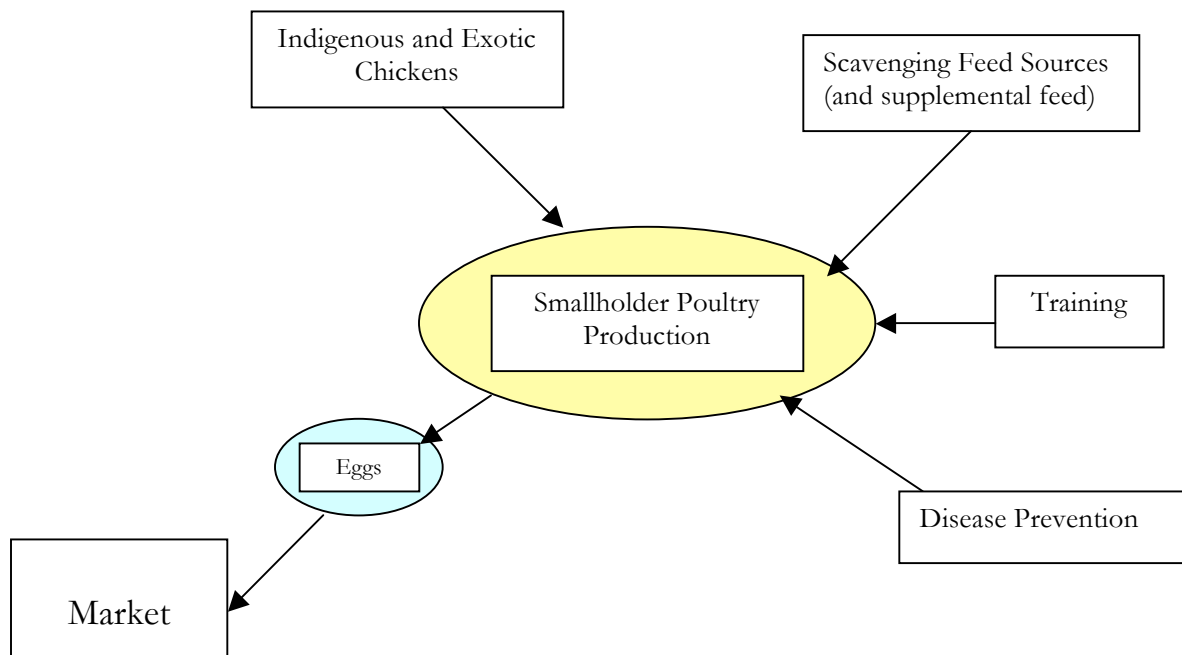 Indigenous and Exotic
Chickens
Scavenging Feed Sources
(and supplemental feed)
Smallholder Poultry
Production
Training
Eggs
Disease Prevention
Market